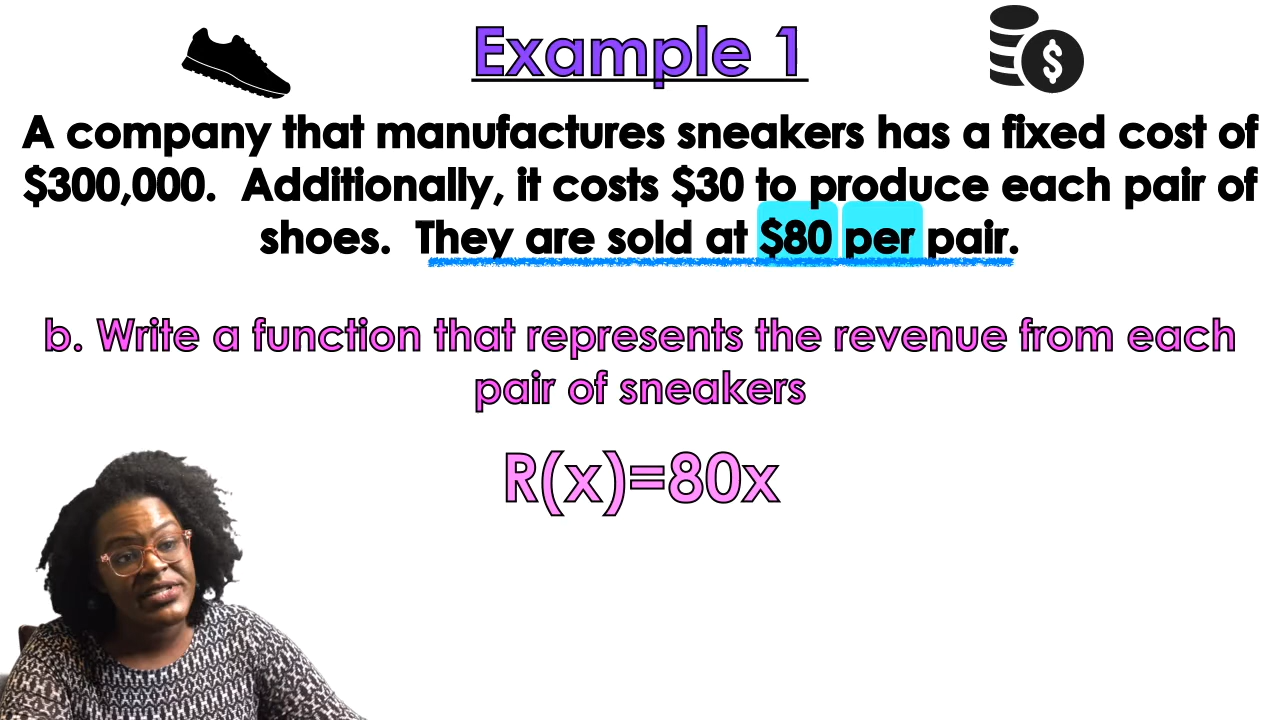 Example 1
$
A company that manufactures sneakers has a fixed cost of
$300,000. Additionally, it costs $30 to produce each pair of
shoes. They are sold at $80 per pair.
b. Write a function that represents the revenue from each
pair of sneakers
R(x)=80x